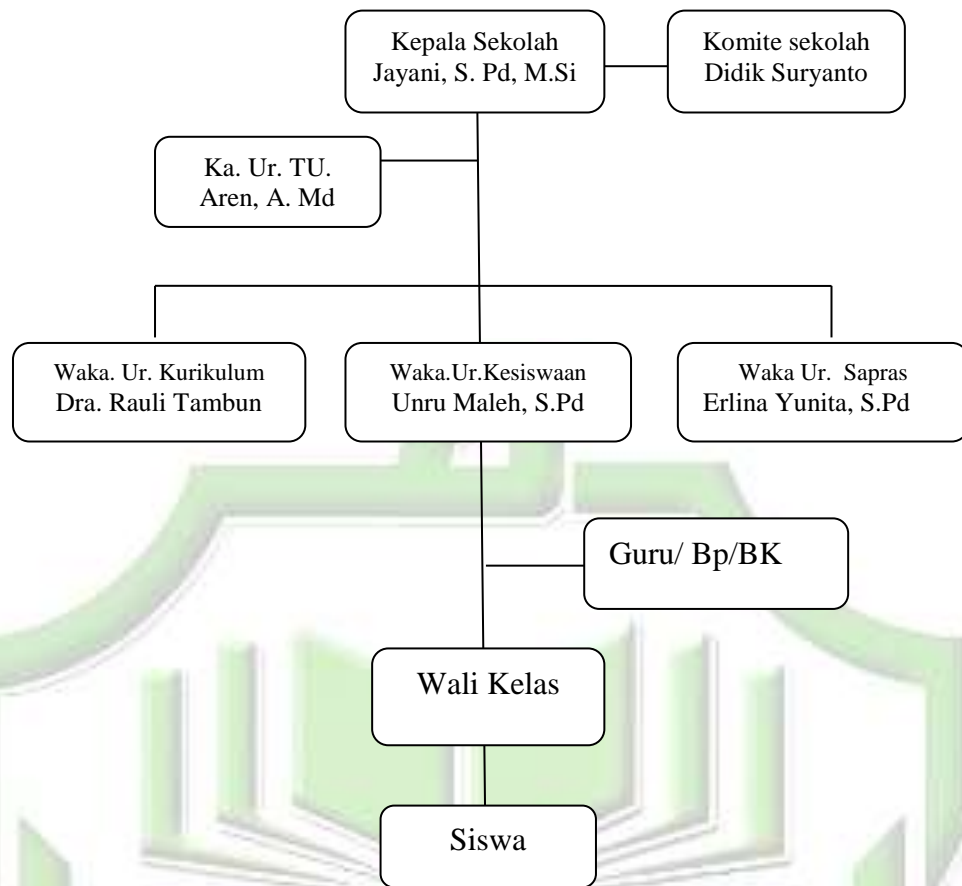 Kepala Sekolah
Jayani, S. Pd, M.Si
Komite sekolah
Didik Suryanto
Ka. Ur. TU.
Aren, A. Md
Waka. Ur. Kurikulum
Dra. Rauli Tambun
Waka.Ur.Kesiswaan
Unru Maleh, S.Pd
Waka Ur. Sapras
Erlina Yunita, S.Pd
Guru/ Bp/BK
Wali Kelas
Siswa